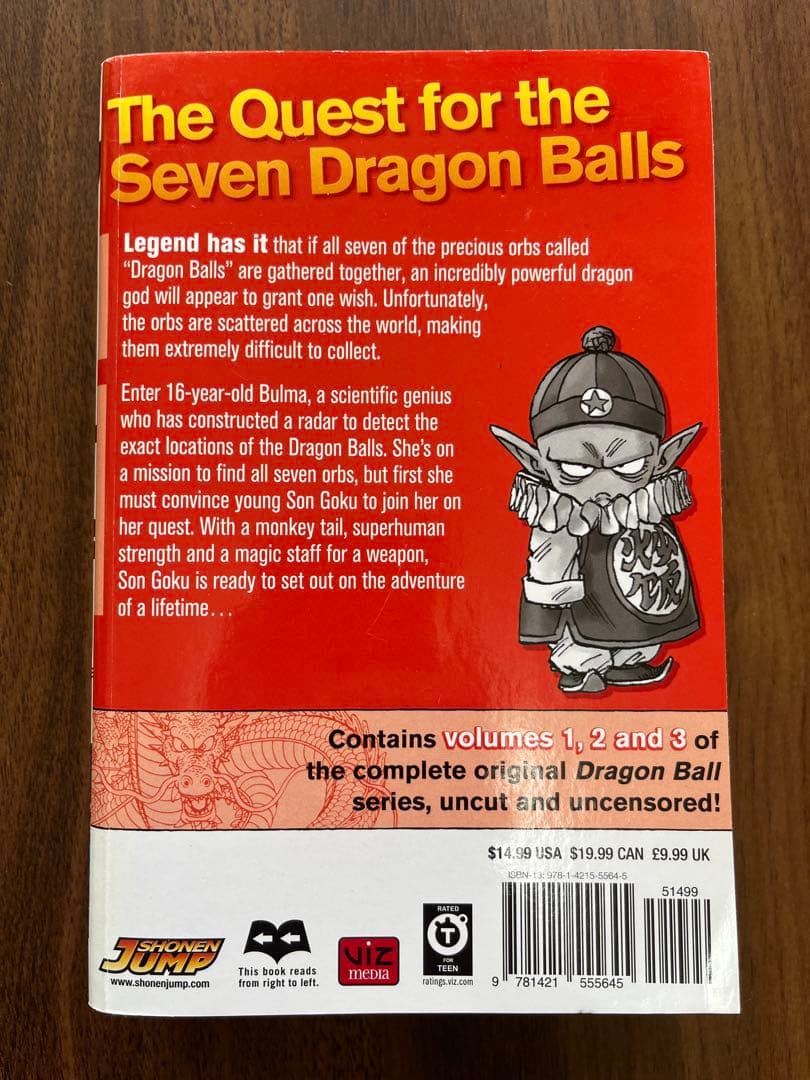 The Quest for the
Seven Dragon Balls
Legend has it that if all seven of the precious orbs called
“Dragon Balls” are gathered together, an incredibly powerful dragon
god will appear to grant one wish. Unfortunately,
the orbs are scattered across the world, making
them extremely difficult to collect.
Enter 16-year-old Bulma, a scientific genius
who has constructed a radar to detect the
exact locations of the Dragon Balls. She’s on
a mission to find all seven orbs, but first she
must convince young Son Goku to join her on
her quest. With a monkey tail, superhuman
strength and a magic staff for a weapon,
Son Goku is ready to set out on the adventure
of a lifetime...
Contains volumes 1, 2 and 3 of
the complete original Dragon Ball
series, uncut and uncensored!
$14.99 USA $19.99 CAN £9.99 UK
ISBN-13: 978-1-4215-5564-5
51499
9 781421 555645
SHONEN
JUMP
www.shonenjump.com
This book reads
from right to left.
VIZ
MEDIA
RATED
T
FOR
TEEN
ratings.viz.com